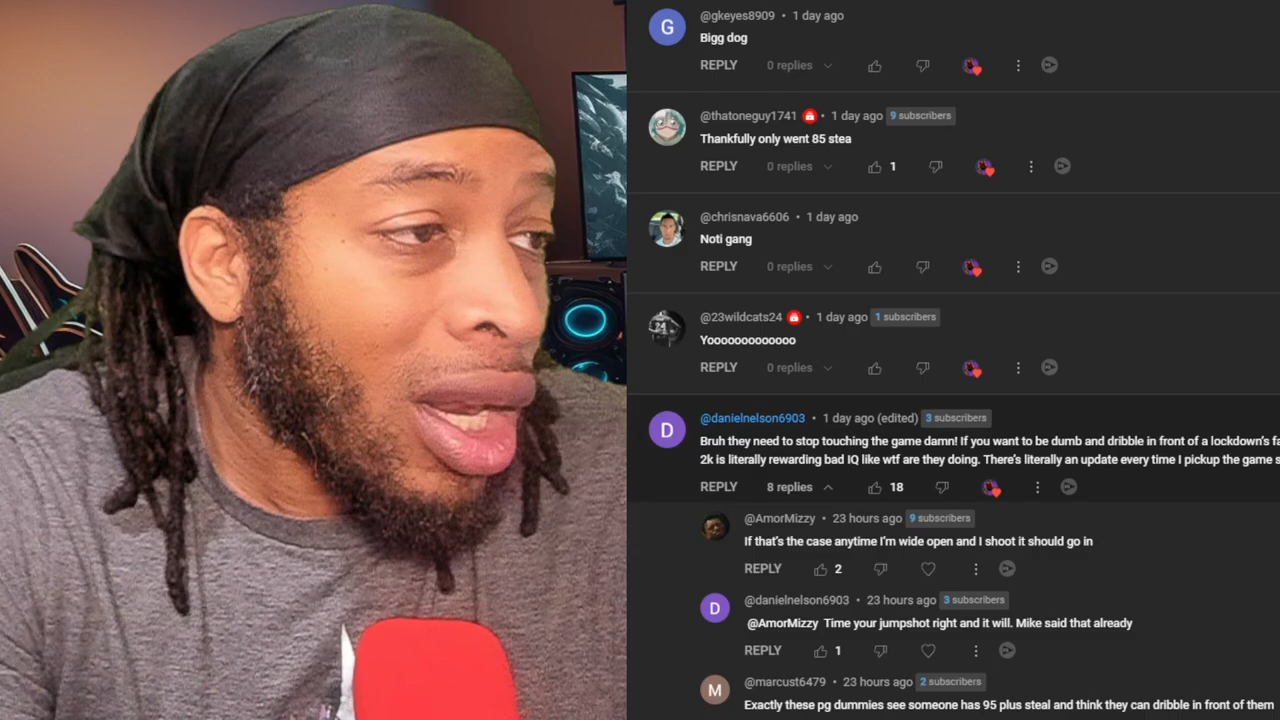 G
@gkeyes8909 • 1 day ago
Bigg dog
REPLY 0 replies
@thatoneguy1741 • 1 day ago 9 subscribers
Thankfully only went 85 stea
REPLY 0 replies 1
@chrisnava6606 • 1 day ago
Noti gang
REPLY 0 replies
24
@23wildcats24 • 1 day ago 1 subscribers
Yooooooooooooo
REPLY 0 replies
D
@danielnelson6903 • 1 day ago (edited) 3 subscribers
Bruh they need to stop touching the game damn! If you want to be dumb and dribble in front of a lockdown's fa
2k is literally rewarding bad IQ like wtf are they doing. There's literally an update every time I pickup the game s
REPLY 8 replies 18
@AmorMizzy • 23 hours ago 9 subscribers
If that's the case anytime I'm wide open and I shoot it should go in
REPLY 2
D
@danielnelson6903 • 23 hours ago 3 subscribers
@AmorMizzy Time your jumpshot right and it will. Mike said that already
REPLY 1
M
@marcust6479 • 23 hours ago 2 subscribers
Exactly these pg dummies see someone has 95 plus steal and think they can dribble in front of them